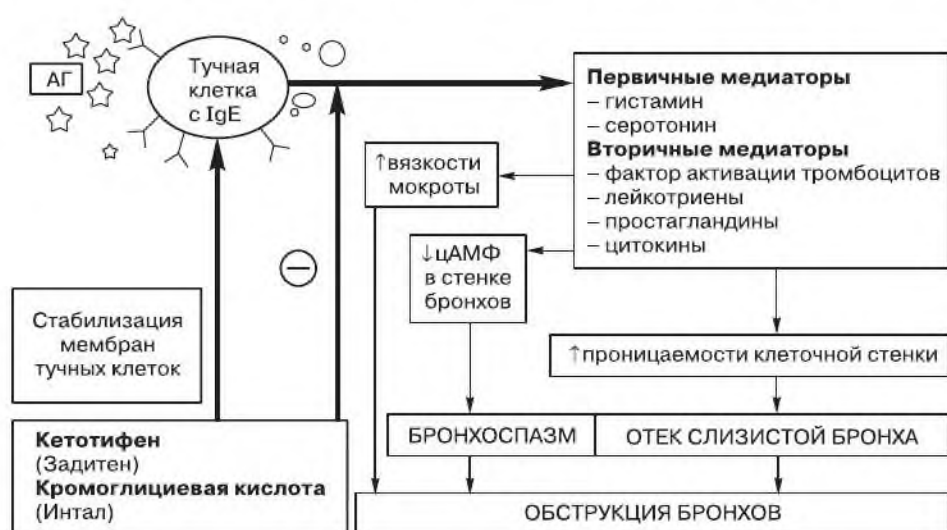 АГ
Тучная
клетка
с IgE
Первичные медиаторы
– гистамин
– серотонин
Вторичные медиаторы
– фактор активации тромбоцитов
– лейкотриены
– простагландины
– цитокины
↑вязкости
мокроты
↓цАМФ
в стенке
бронхов
Стабилизация
мембран
тучных клеток
↑проницаемости клеточной стенки
Кетотифен
(Задитен)
Кромоглициевая кислота
(Интал)
БРОНХОСПАЗМ
ОТЕК СЛИЗИСТОЙ БРОНХА
ОБСТРУКЦИЯ БРОНХОВ